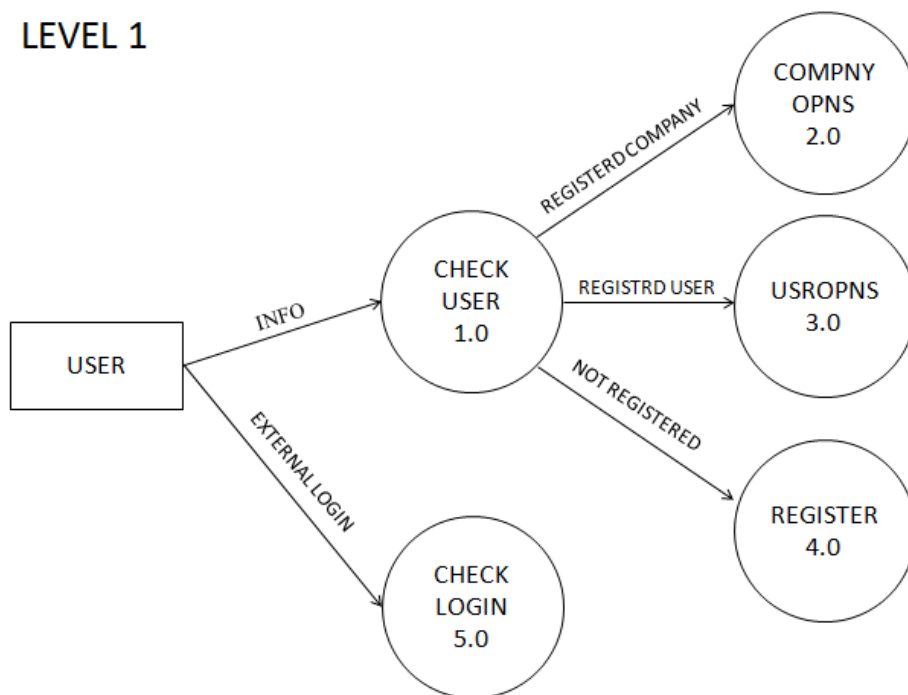 LEVEL 1
COMPNY
OPNS
2.0
REGISTERD COMPANY
CHECK
USER
1.0
REGISTRD USER
USROPNS
3.0
INFO
USER
NOT REGISTERED
EXTERNAL LOGIN
REGISTER
4.0
CHECK
LOGIN
5.0